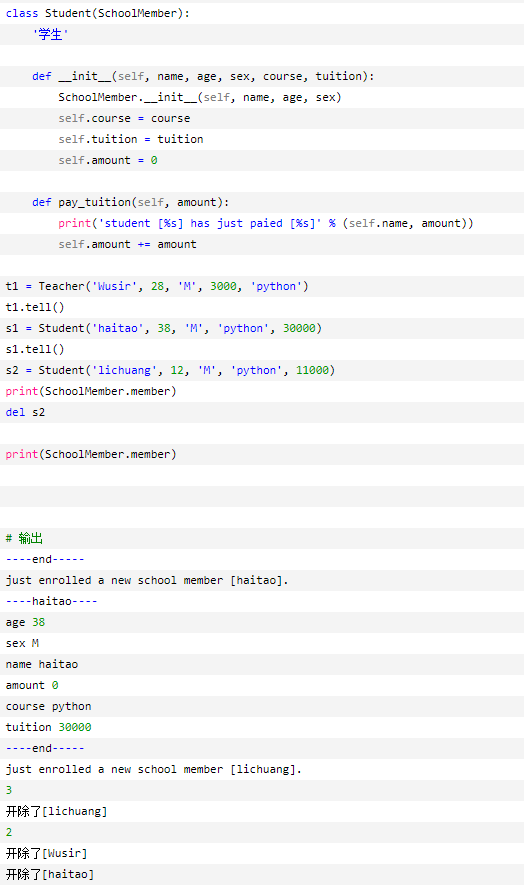 class Student(SchoolMember):
    '学生'
    def __init__(self, name, age, sex, course, tuition):
        SchoolMember.__init__(self, name, age, sex)
        self.course = course
        self.tuition = tuition
        self.amount = 0
    def pay_tuition(self, amount):
        print('student [%s] has just paied [%s]' % (self.name, amount))
        self.amount += amount
t1 = Teacher('Wusir', 28, 'M', 3000, 'python')
t1.tell()
s1 = Student('haitao', 38, 'M', 'python', 30000)
s1.tell()
s2 = Student('lichuang', 12, 'M', 'python', 11000)
print(SchoolMember.member)
del s2
print(SchoolMember.member)
# 输出
----end-----
just enrolled a new school member [haitao].
----haitao----
age 38
sex M
name haitao
amount 0
course python
tuition 30000
----end-----
just enrolled a new school member [lichuang].
3
开除了[lichuang]
2
开除了[Wusir]
开除了[haitao]